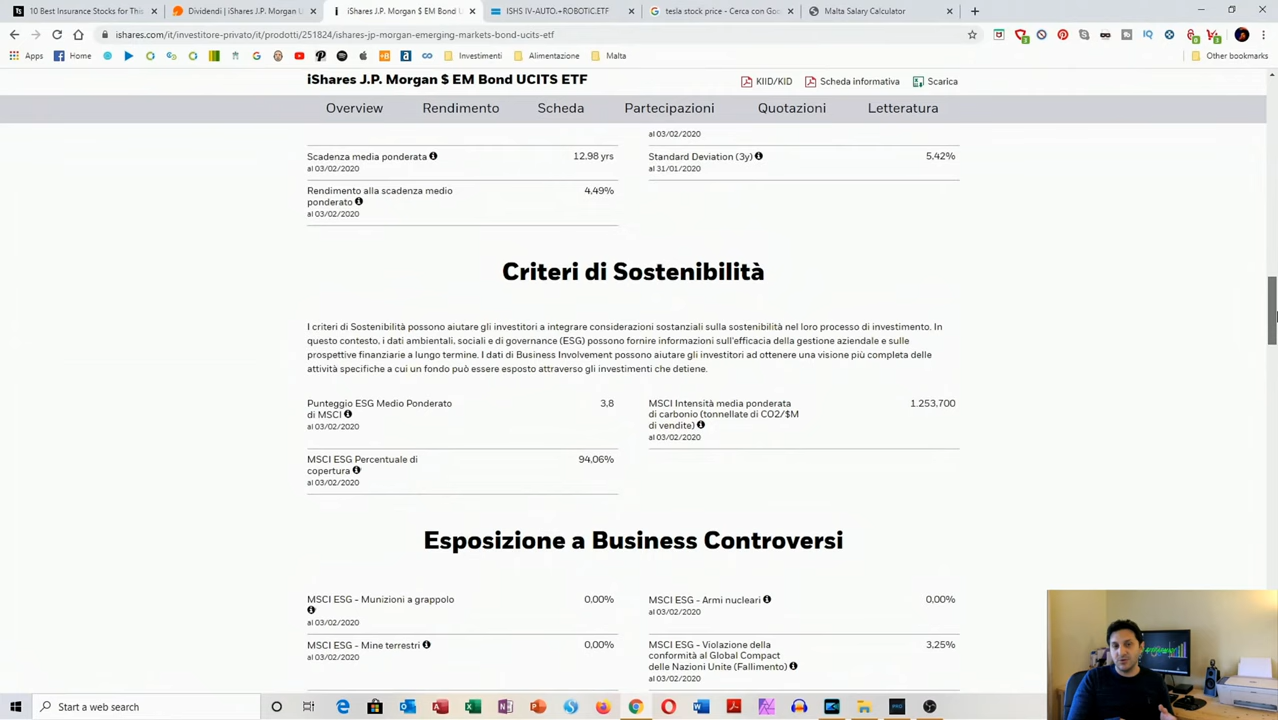 10 Best Insurance Stocks for This
Dividendi | iShares J.P. Morgan U
iShares J.P. Morgan $ EM Bond U
ISHS IV-AUTO.+ROBOTIC.ETF
tesla stock price - Cerca con Goo
Malta Salary Calculator
ishares.com/it/investitore-privato/it/prodotti/251824/ishares-jp-morgan-emerging-markets-bond-ucits-etf
Apps
Home
Investimenti
Alimentazione
Malta
Other bookmarks
iShares J.P. Morgan $ EM Bond UCITS ETF
KIID/KID
Scheda informativa
Scarica
Overview
Rendimento
Scheda
Partecipazioni
Quotazioni
Letteratura
al 03/02/2020
Scadenza media ponderata
12.98 yrs
al 03/02/2020
Standard Deviation (3y)
5.42%
al 31/01/2020
Rendimento alla scadenza medio
ponderato
4,49%
al 03/02/2020
Criteri di Sostenibilità
I criteri di Sostenibilità possono aiutare gli investitori a integrare considerazioni sostanziali sulla sostenibilità nel loro processo di investimento. In
questo contesto, i dati ambientali, sociali e di governance (ESG) possono fornire informazioni sull'efficacia della gestione aziendale e sulle
prospettive finanziarie a lungo termine. I dati di Business Involvement possono aiutare gli investitori ad ottenere una visione più completa delle
attività specifiche a cui un fondo può essere esposto attraverso gli investimenti che detiene.
Punteggio ESG Medio Ponderato
di MSCI
3,8
al 03/02/2020
MSCI Intensità media ponderata
di carbonio (tonnellate di CO2/$M
di vendite)
1.253,700
al 03/02/2020
MSCI ESG Percentuale di
copertura
94,06%
al 03/02/2020
Esposizione a Business Controversi
MSCI ESG - Munizioni a grappolo
0,00%
al 03/02/2020
MSCI ESG - Armi nucleari
0,00%
al 03/02/2020
MSCI ESG - Mine terrestri
0,00%
al 03/02/2020
MSCI ESG - Violazione della
conformità al Global Compact
delle Nazioni Unite (Fallimento)
3,25%
al 03/02/2020
Start a web search